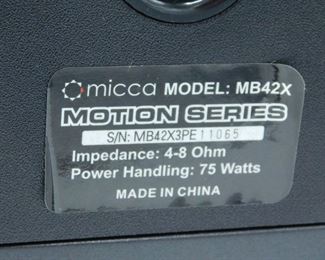 micca MODEL: MB42X
MOTION SERIES
S/N: MB42X3PE11065
Impedance: 4-8 Ohm
Power Handling: 75 Watts
MADE IN CHINA